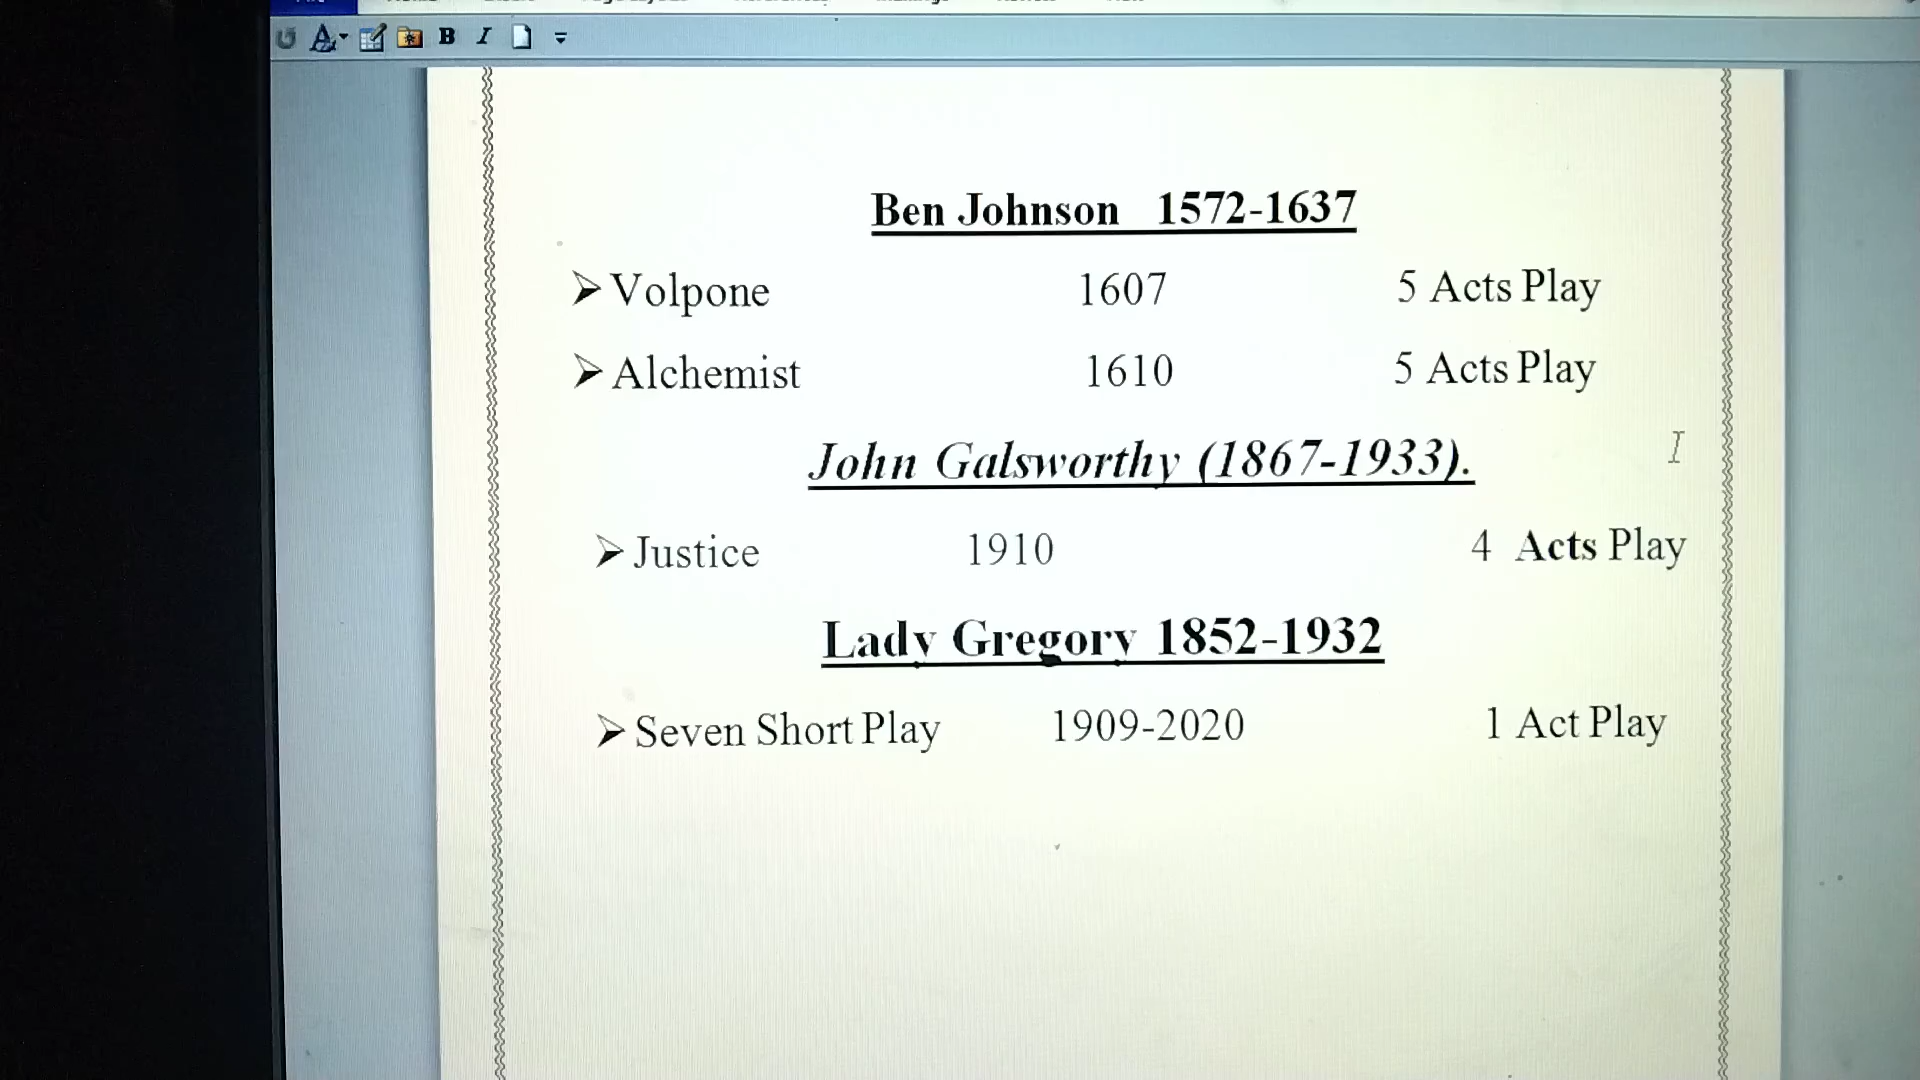 B I
Ben Johnson 1572-1637
➢ Volpone 1607 5 Acts Play
➢ Alchemist 1610 5 Acts Play
John Galsworthy (1867-1933).
➢ Justice 1910 4 Acts Play
Lady Gregory 1852-1932
➢ Seven Short Play 1909-2020 1 Act Play